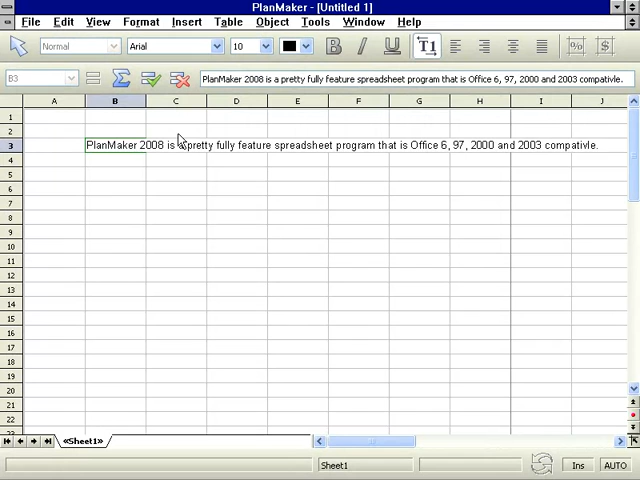 PlanMaker - [Untitled 1]
File Edit View Format Insert Table Object Tools Window Help
Normal Arial 10 B I U T1 % $
B3 PlanMaker 2008 is a pretty fully feature spreadsheet program that is Office 6, 97, 2000 and 2003 compativle.
A B C D E F G H I J
1
2
3 PlanMaker 2008 is a pretty fully feature spreadsheet program that is Office 6, 97, 2000 and 2003 compativle.
4
5
6
7
8
9
10
11
12
13
14
15
16
17
18
19
20
21
22
23
«Sheet1»
Sheet1 Ins AUTO